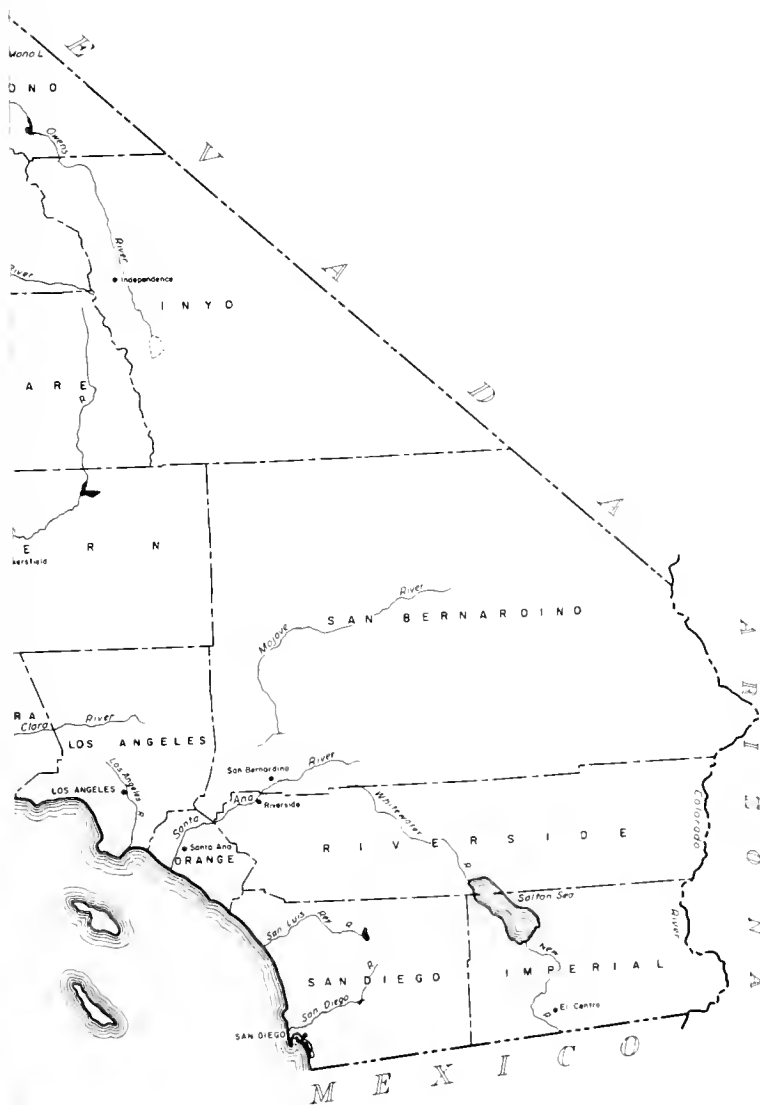 E
Mono L
ONO
Owens
V
River
River
Independence
INYO
A
ARE
R
D
A
ERN
kersfield
River
Mojave
SAN BERNARDINO
ARIZONA
RA
Clara River
LOS ANGELES
San Bernardino
River
Los Angeles R
LOS ANGELES
Santa Ana
Riverside
Whitewater
R
Colorado
River
Santa Ana
ORANGE
RIVERSIDE
Salton Sea
San Luis Rey R
New
R
SAN DIEGO
R
San Diego
IMPERIAL
El Centro
SAN DIEGO
MEXICO